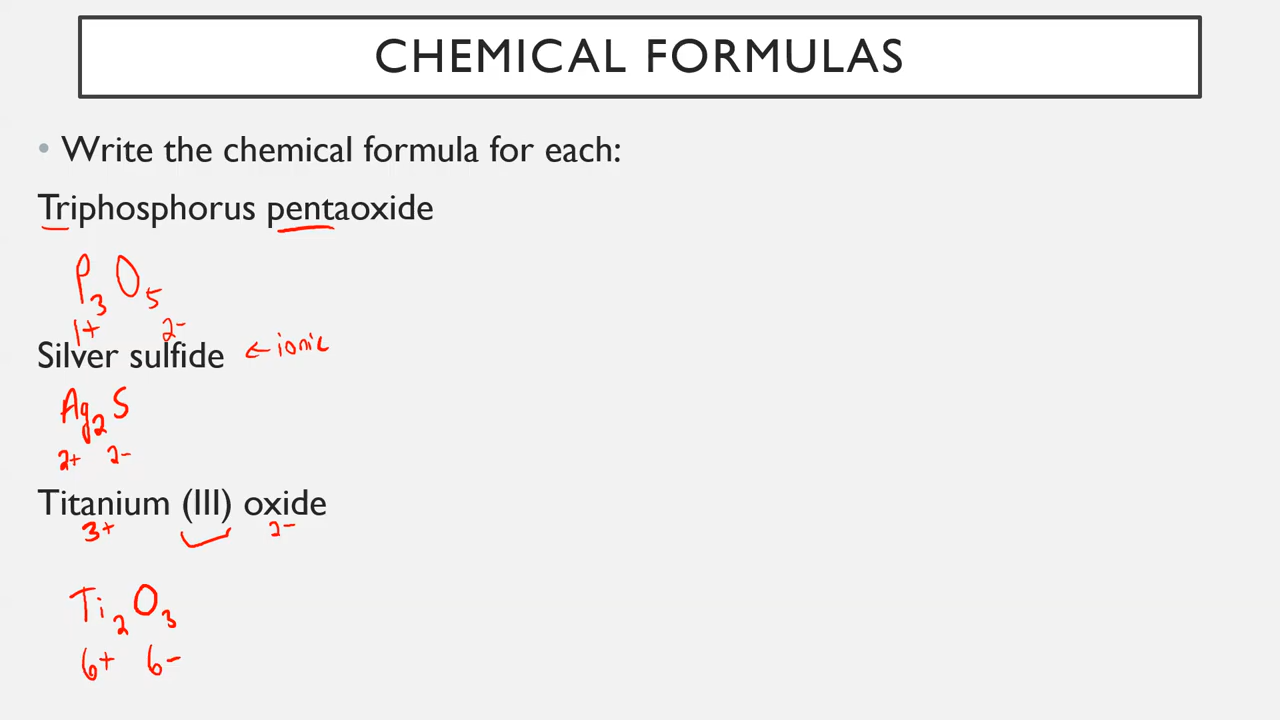 CHEMICAL FORMULAS
• Write the chemical formula for each:
Triphosphorus pentaoxide
P3O5
1+ 2-
Silver sulfide ← ionic
Ag2S
2+ 2-
Titanium (III) oxide
3+ 2-
Ti2O3
6+ 6-